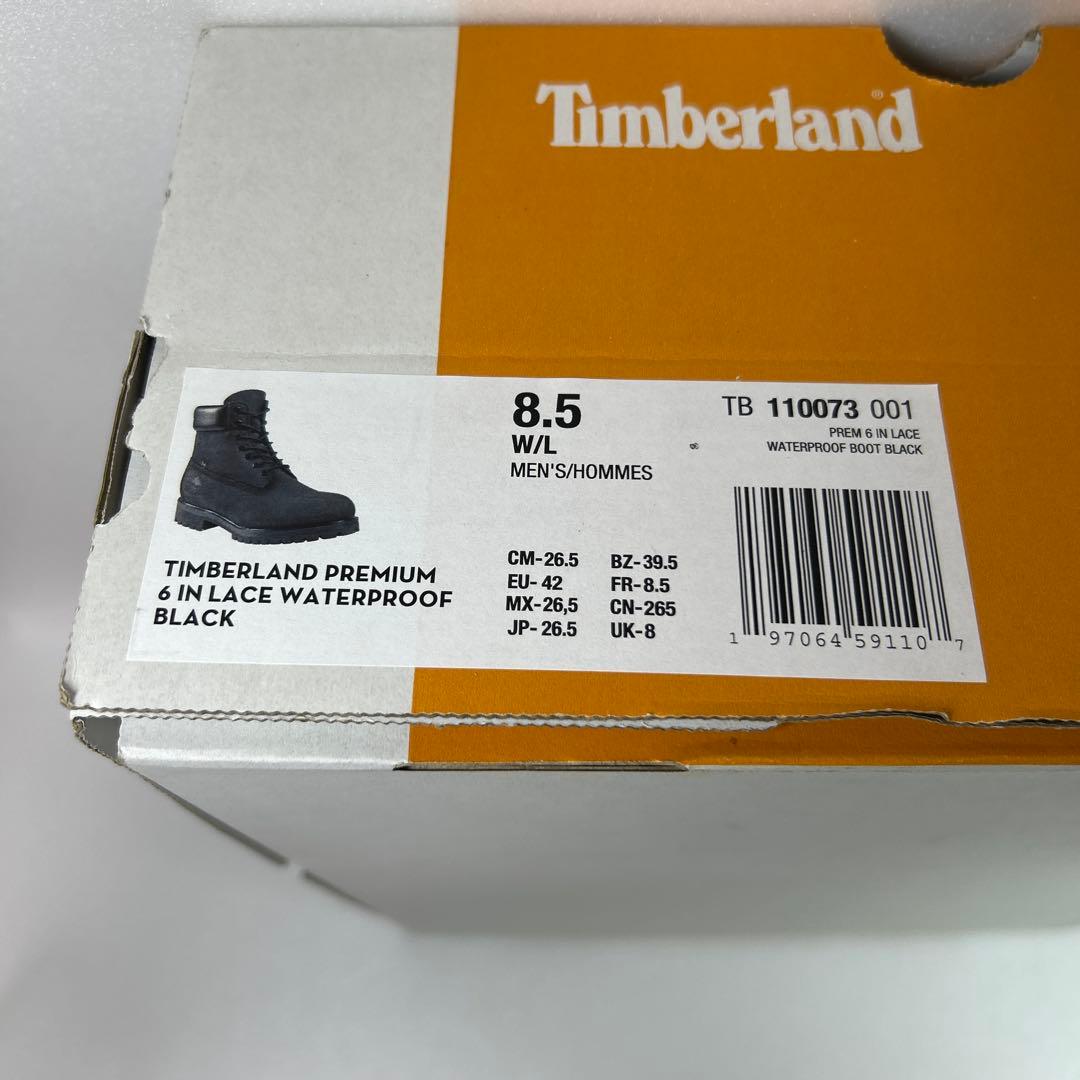 Timberland®
8.5
W/L
MEN'S/HOMMES
TB 110073 001
PREM 6 IN LACE
WATERPROOF BOOT BLACK
TIMBERLAND PREMIUM
6 IN LACE WATERPROOF
BLACK
CM-26.5 BZ-39.5
EU- 42 FR-8.5
MX-26,5 CN-265
JP- 26.5 UK-8
1 97064 59110 7